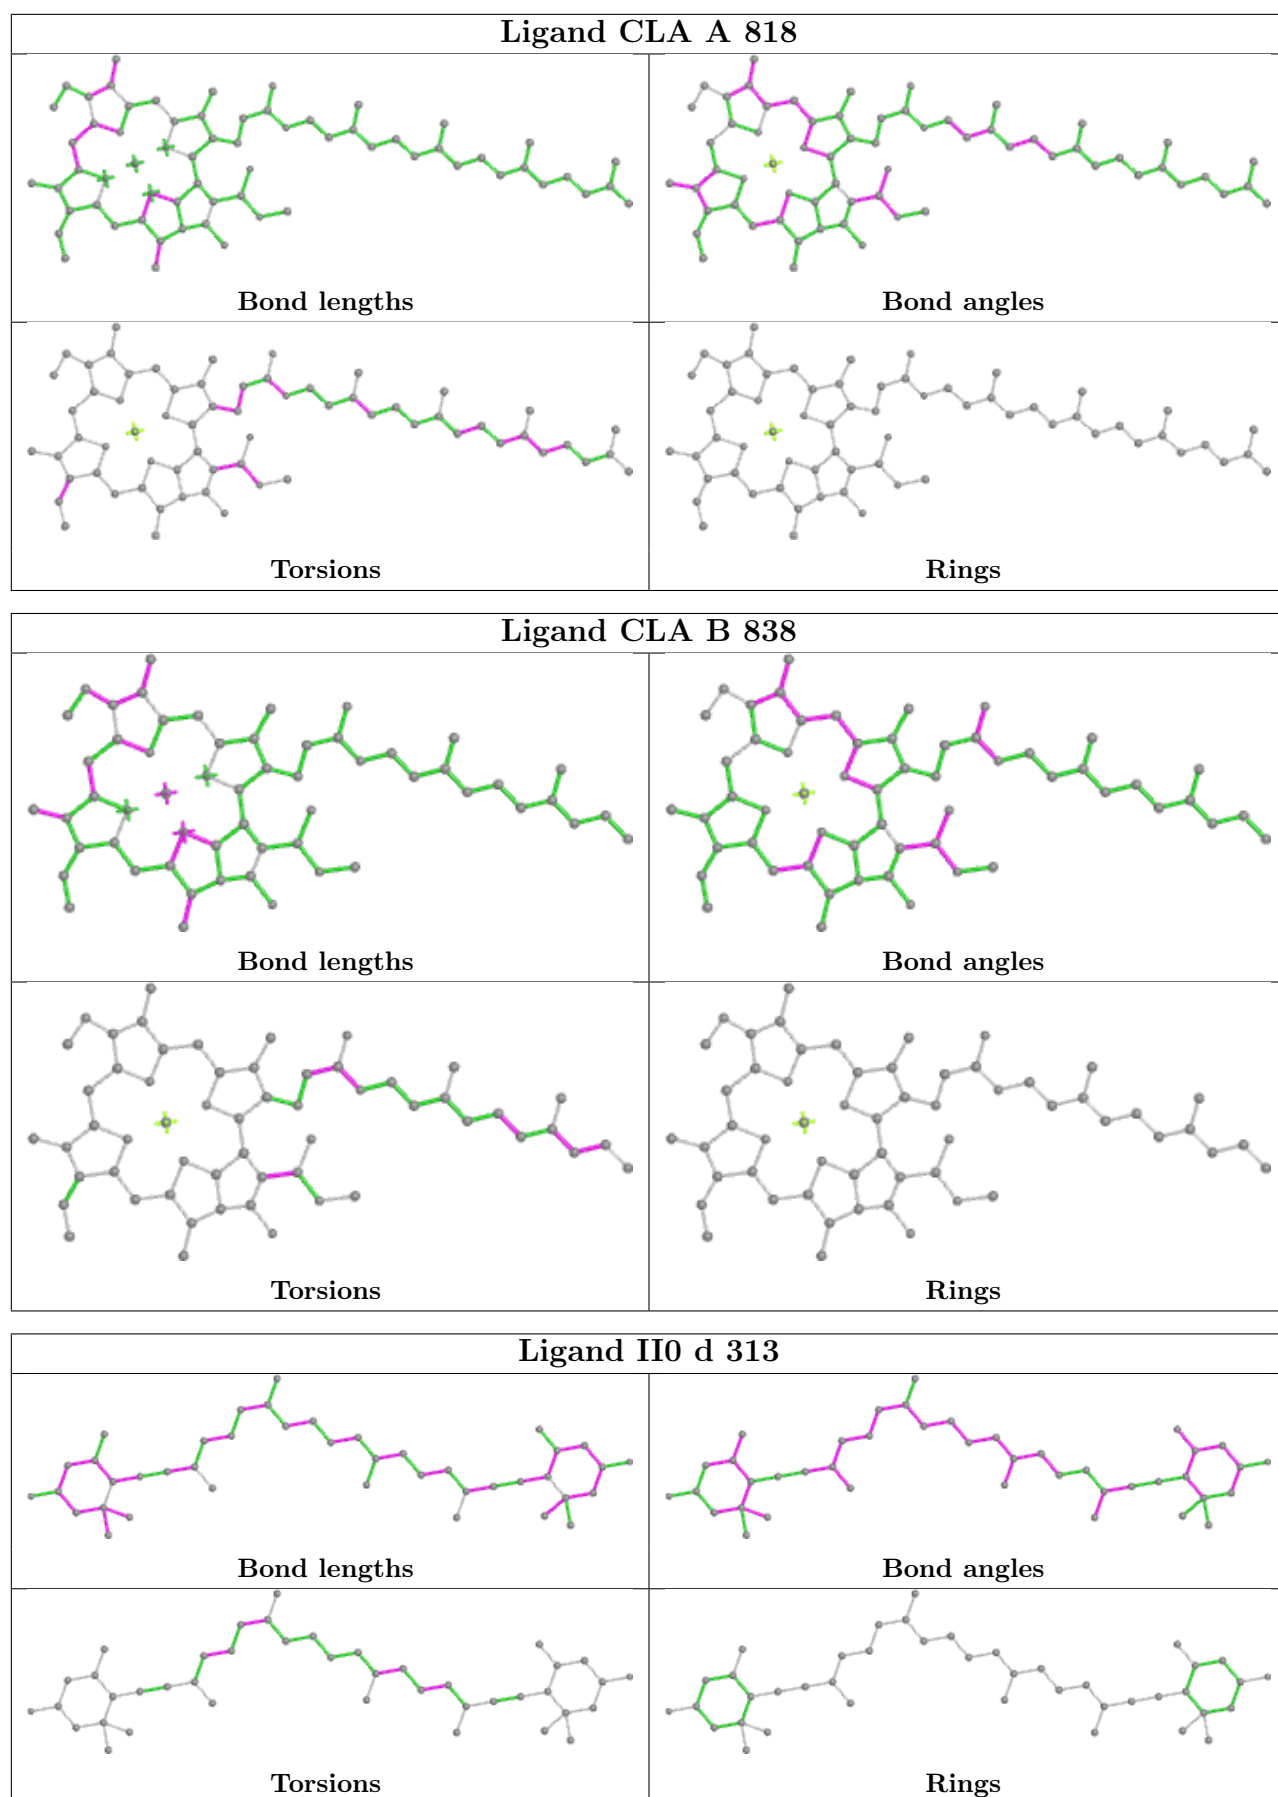 Ligand CLA A 818
Bond lengths
Bond angles
Torsions
Rings
Ligand CLA B 838
Bond lengths
Bond angles
Torsions
Rings
Ligand II0 d 313
Bond lengths
Bond angles
Torsions
Rings